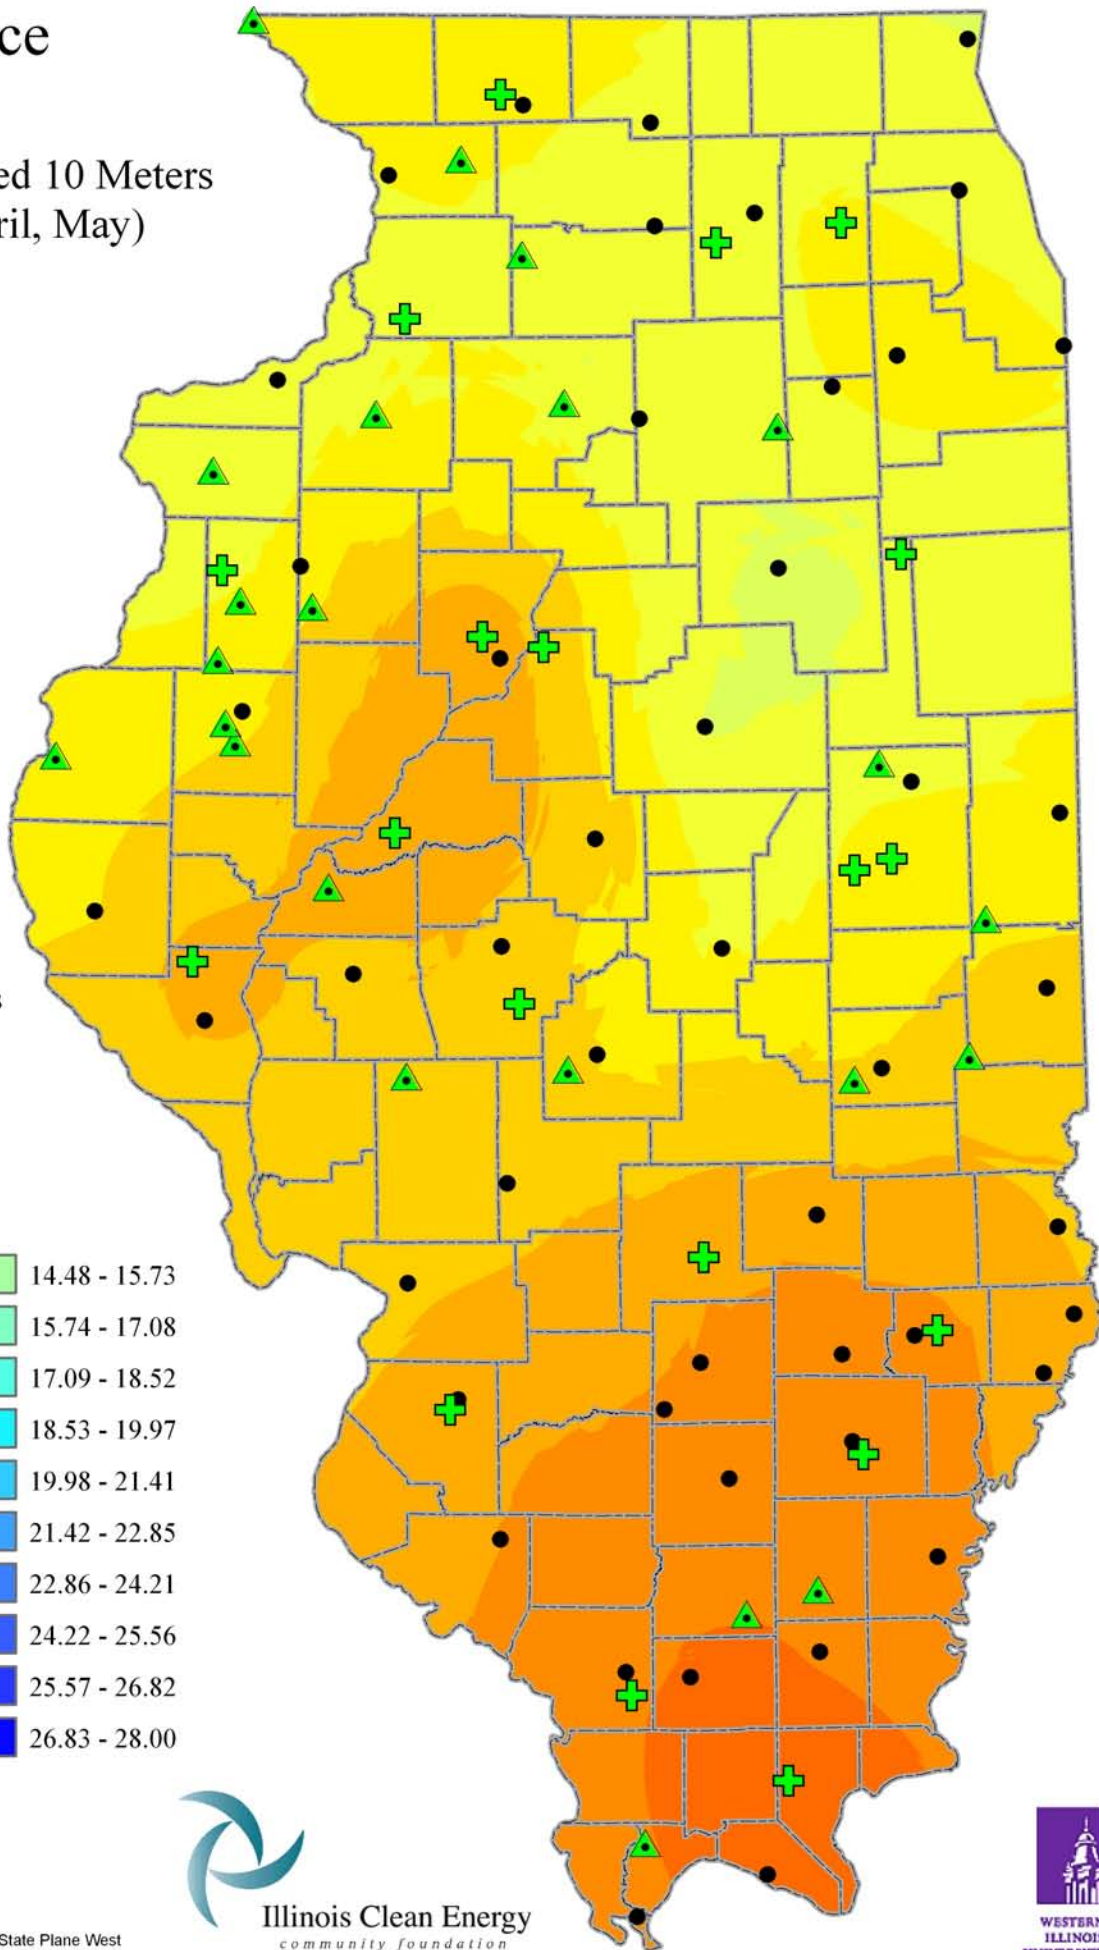 ce
ed 10 Meters
ril, May)
s
14.48 - 15.73
15.74 - 17.08
17.09 - 18.52
18.53 - 19.97
19.98 - 21.41
21.42 - 22.85
22.86 - 24.21
24.22 - 25.56
25.57 - 26.82
26.83 - 28.00
Illinois Clean Energy
community foundation
State Plane West
WESTERN
ILLINOIS